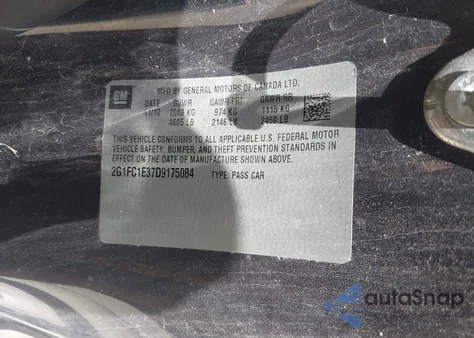 GM
MFD BY GENERAL MOTORS OF CANADA LTD.
DATE GVWR GAWR FRT GAWR RR
11/12 2089 KG 974 KG 1115 KG
4605 LB 2146 LB 2459 LB
THIS VEHICLE CONFORMS TO ALL APPLICABLE U.S. FEDERAL MOTOR
VEHICLE SAFETY, BUMPER, AND THEFT PREVENTION STANDARDS IN
EFFECT ON THE DATE OF MANUFACTURE SHOWN ABOVE.
2G1FC1E37D9175084 TYPE: PASS CAR
autoSnap